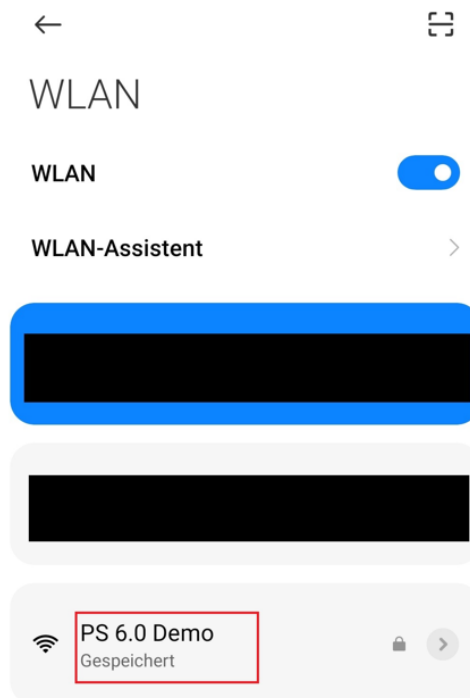 WLAN
WLAN
WLAN-Assistent
PS 6.0 Demo
Gespeichert